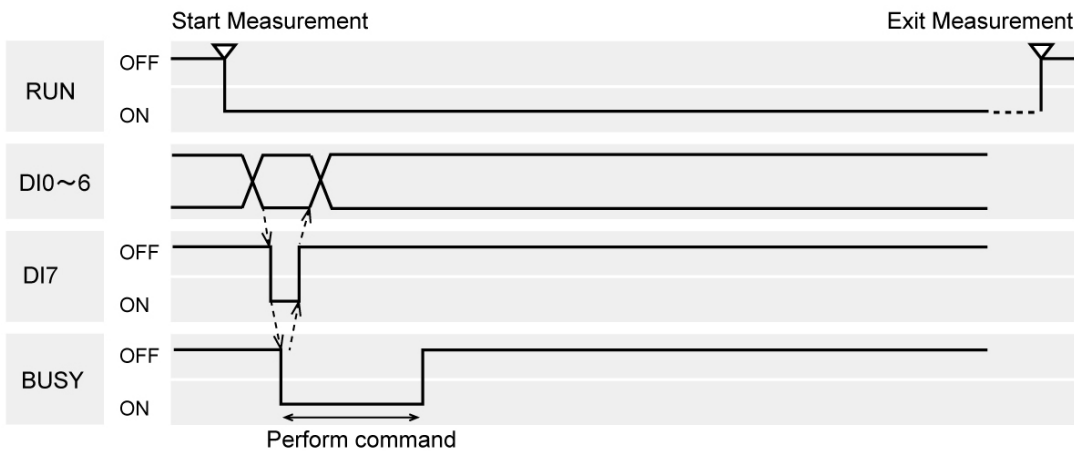 Start Measurement
Exit Measurement
RUN
OFF
ON
DI0～6
DI7
OFF
ON
BUSY
OFF
ON
Perform command